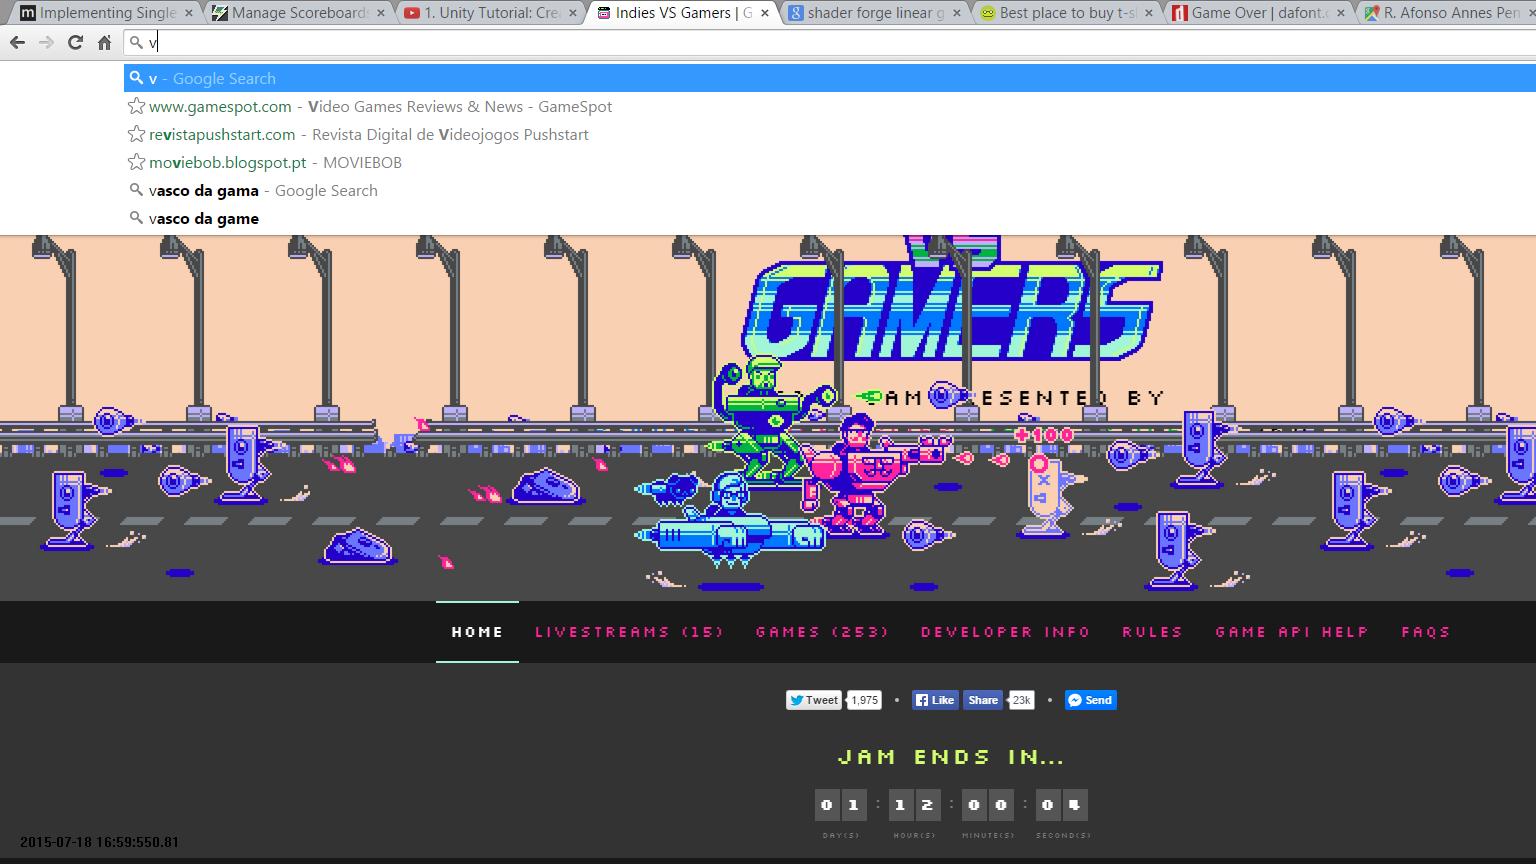 Implementing Single
Manage Scoreboards
1. Unity Tutorial: Cre
Indies VS Gamers | G
shader forge linear g
Best place to buy t-s
Game Over | dafont.c
R. Afonso Annes Pen
v
v - Google Search
www.gamespot.com - Video Games Reviews & News - GameSpot
revistapushstart.com - Revista Digital de Videojogos Pushstart
moviebob.blogspot.pt - MOVIEBOB
vasco da gama - Google Search
vasco da game
VS
GAMERS
AM ESENTED BY
+100
HOME LIVESTREAMS (15) GAMES (253) DEVELOPER INFO RULES GAME API HELP FAQS
Tweet 1,975 • Like Share 23k • Send
JAM ENDS IN...
01 : 12 : 00 : 04
DAY(S) HOUR(S) MINUTE(S) SECOND(S)
2015-07-18 16:59:550.81